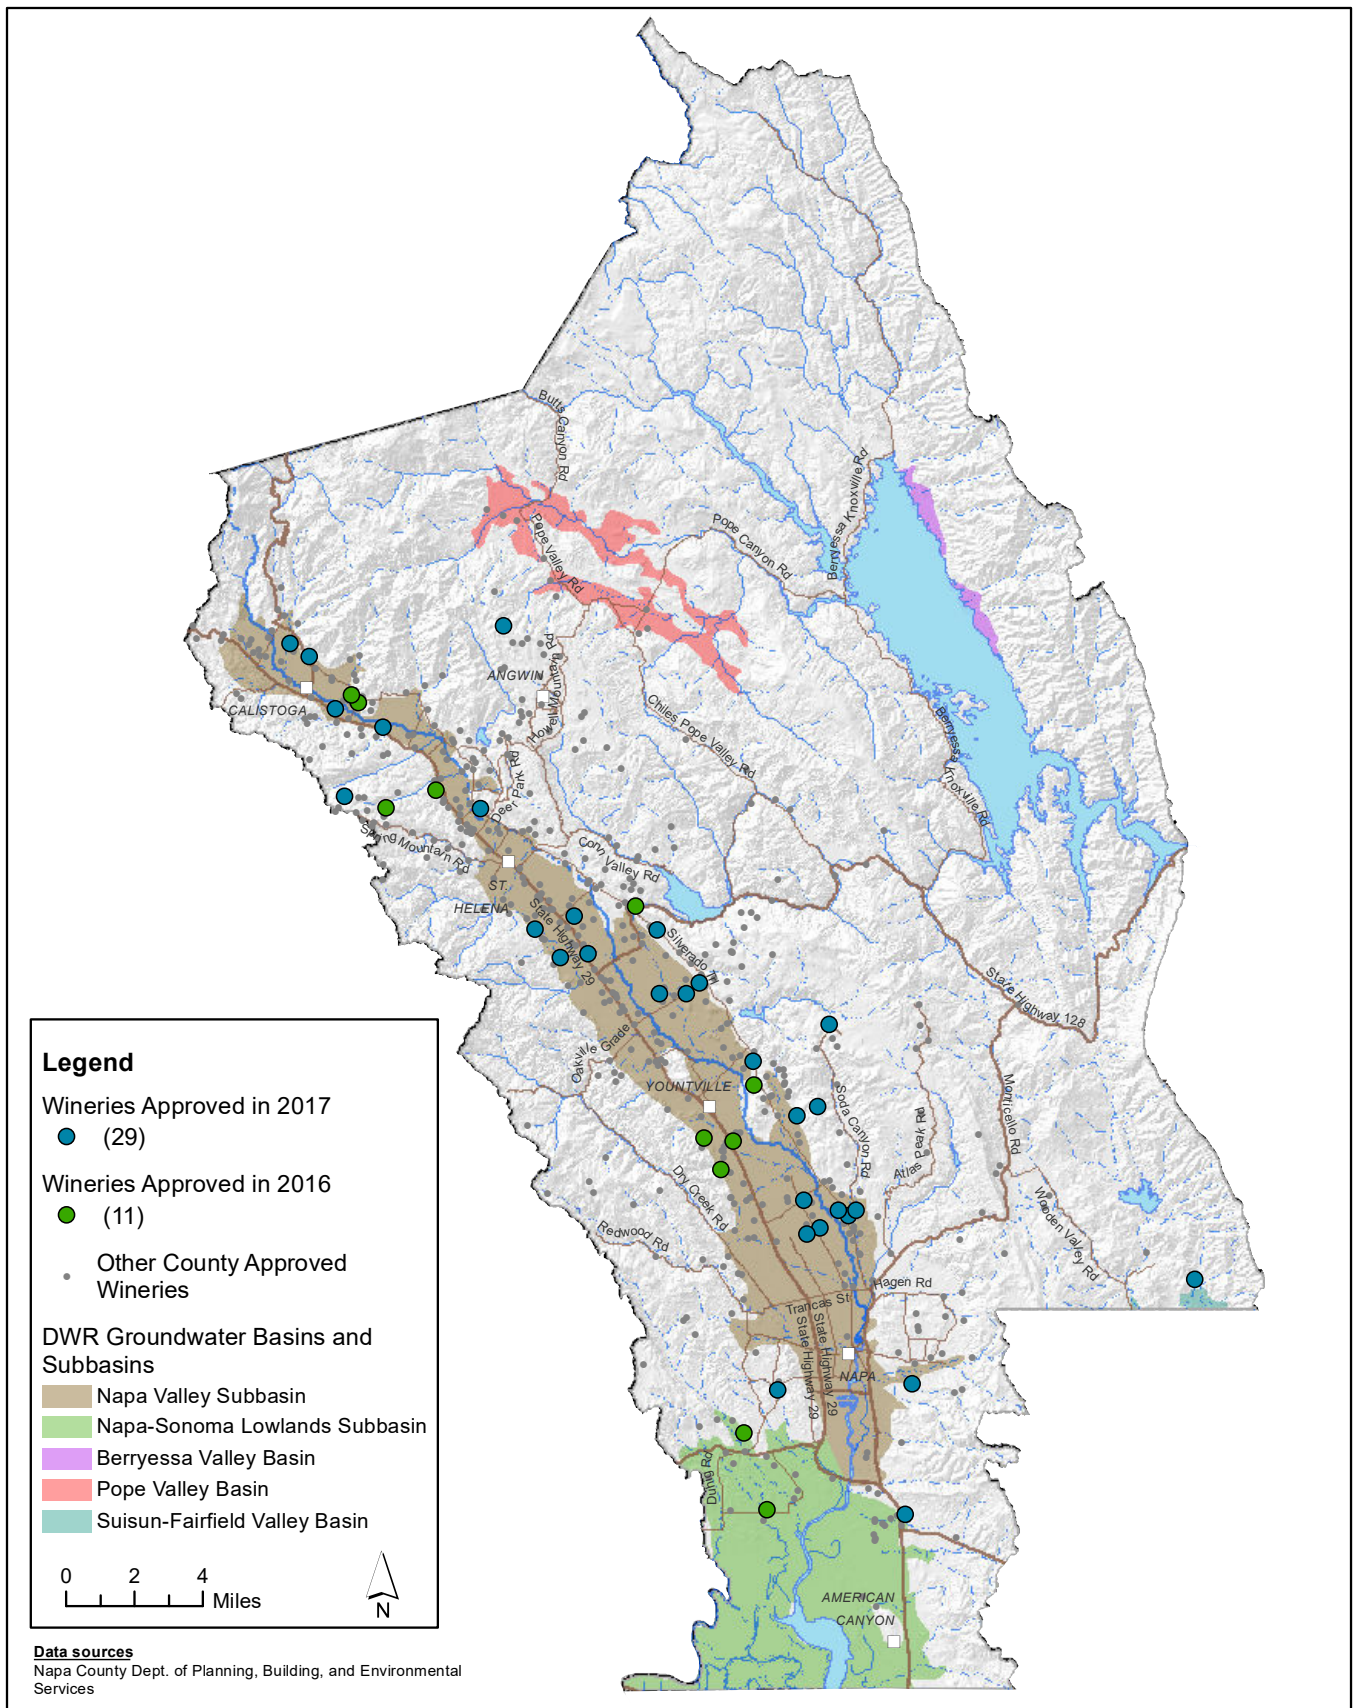 Butts Canyon Rd
Berryessa Knoxville Rd
Pope Canyon Rd
Pope Valley Rd
Howell Mountain Rd
ANGWIN
CALISTOGA
Chiles Pope Valley Rd
Berryessa Knoxville Rd
Deer Park Rd
Spring Mountain Rd
Conn Valley Rd
ST.
HELENA
State Highway 29
Silverado Trl
State Highway 128
Oakville Grade
YOUNTVILLE
Soda Canyon Rd
Atlas Peak Rd
Monticello Rd
Dry Creek Rd
Redwood Rd
Wooden Valley Rd
Hagen Rd
Trancas St
State Highway 29
State Highway 29
NAPA
Duhig Rd
AMERICAN
CANYON
Legend
Wineries Approved in 2017
(29)
Wineries Approved in 2016
(11)
Other County Approved
Wineries
DWR Groundwater Basins and
Subbasins
Napa Valley Subbasin
Napa-Sonoma Lowlands Subbasin
Berryessa Valley Basin
Pope Valley Basin
Suisun-Fairfield Valley Basin
0 2 4
Miles
N
Data sources
Napa County Dept. of Planning, Building, and Environmental
Services